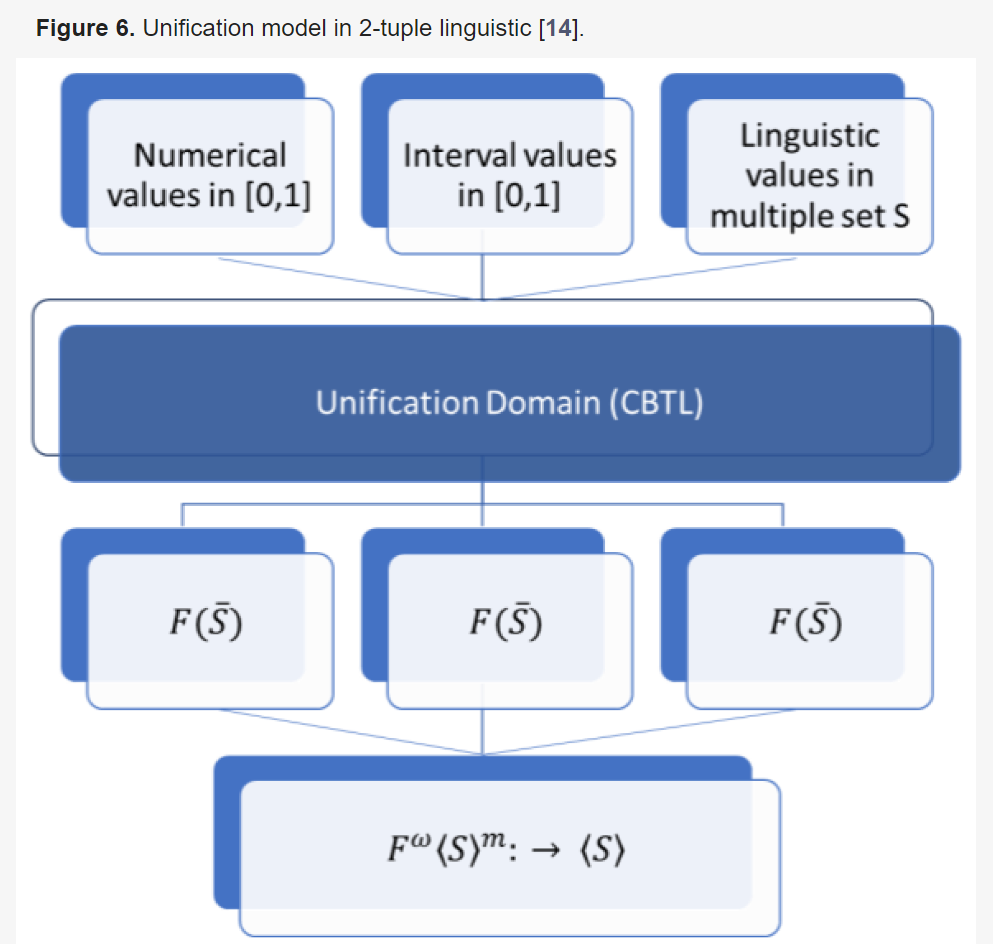 Figure 6. Unification model in 2-tuple linguistic [14].
Numerical
values in [0,1]
Interval values
in [0,1]
Linguistic
values in
multiple set S
Unification Domain (CBTL)
F(S̄)
F(S̄)
F(S̄)
F^ω⟨S⟩^m: → ⟨S⟩